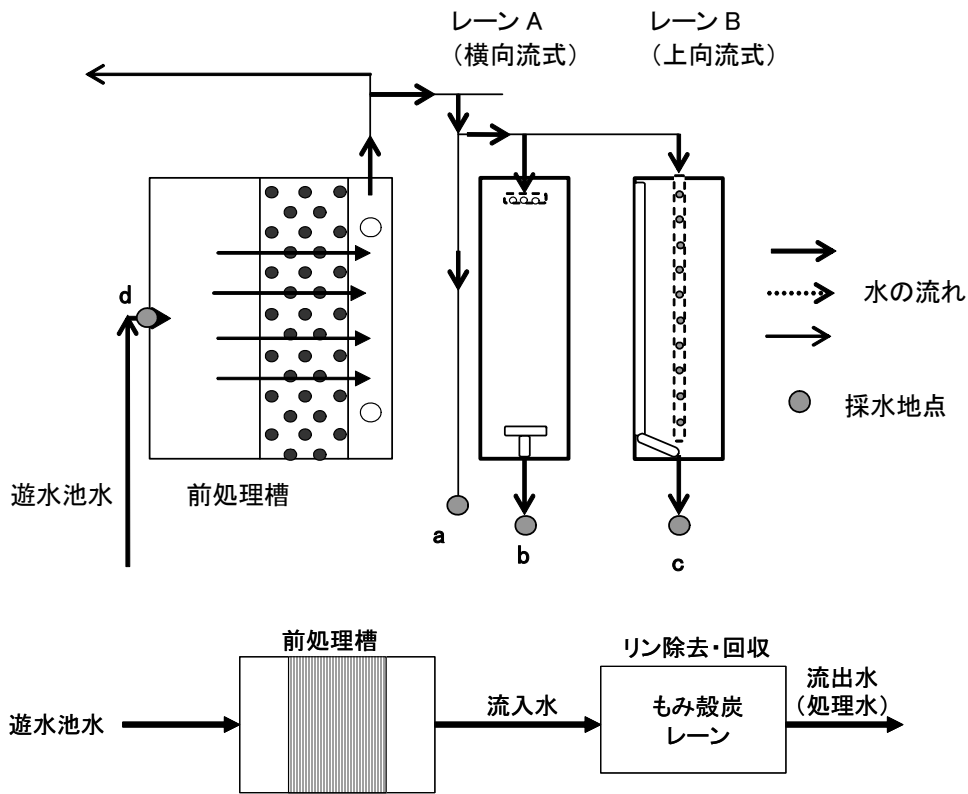 レーン A
（横向流式）
レーン B
（上向流式）
d
水の流れ
採水地点
遊水池水
前処理槽
a
b
c
前処理槽
リン除去・回収
遊水池水
流入水
もみ殻炭
レーン
流出水
（処理水）